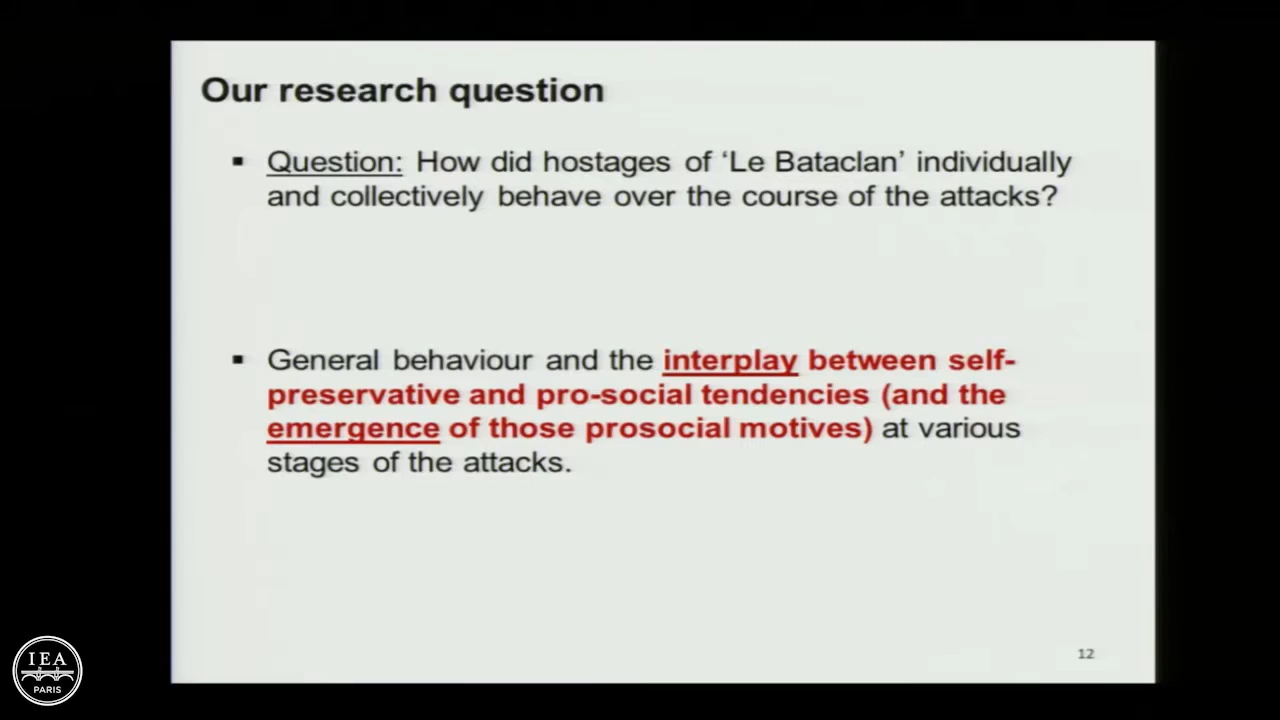 Our research question
▪ Question: How did hostages of ‘Le Bataclan’ individually
and collectively behave over the course of the attacks?
▪ General behaviour and the interplay between self-
preservative and pro-social tendencies (and the
emergence of those prosocial motives) at various
stages of the attacks.
12
IEA
PARIS